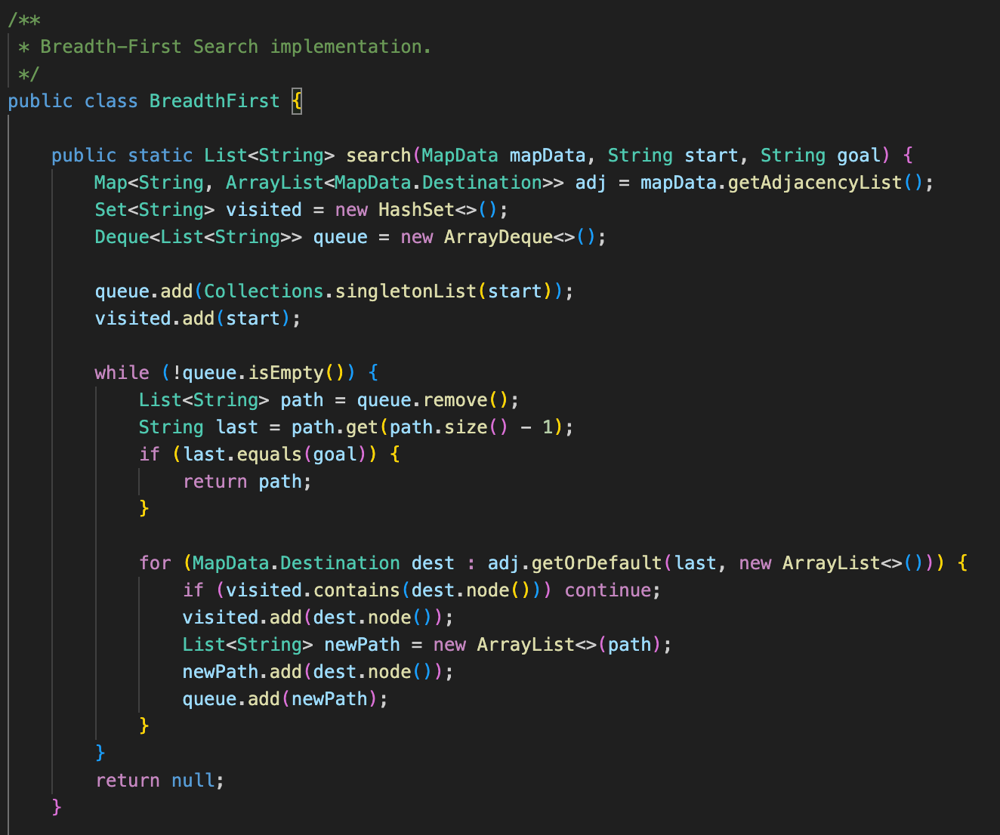 /**
 * Breadth-First Search implementation.
 */
public class BreadthFirst {
    public static List<String> search(MapData mapData, String start, String goal) {
        Map<String, ArrayList<MapData.Destination>> adj = mapData.getAdjacencyList();
        Set<String> visited = new HashSet<>();
        Deque<List<String>> queue = new ArrayDeque<>();
        queue.add(Collections.singletonList(start));
        visited.add(start);
        while (!queue.isEmpty()) {
            List<String> path = queue.remove();
            String last = path.get(path.size() - 1);
            if (last.equals(goal)) {
                return path;
            }
            for (MapData.Destination dest : adj.getOrDefault(last, new ArrayList<>())) {
                if (visited.contains(dest.node())) continue;
                visited.add(dest.node());
                List<String> newPath = new ArrayList<>(path);
                newPath.add(dest.node());
                queue.add(newPath);
            }
        }
        return null;
    }